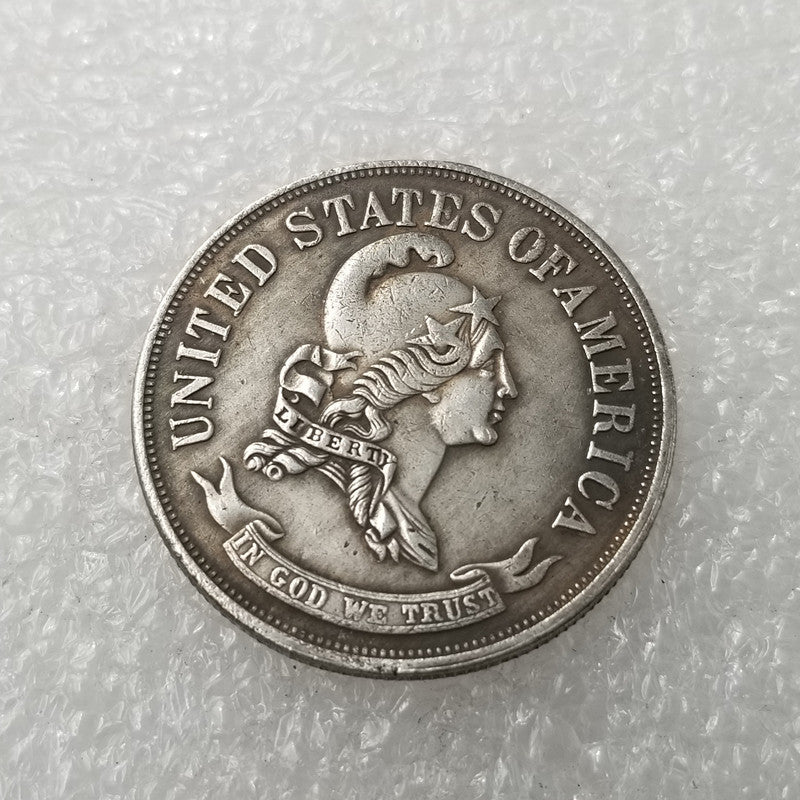 UNITED STATES OF AMERICA
LIBERTY
IN GOD WE TRUST